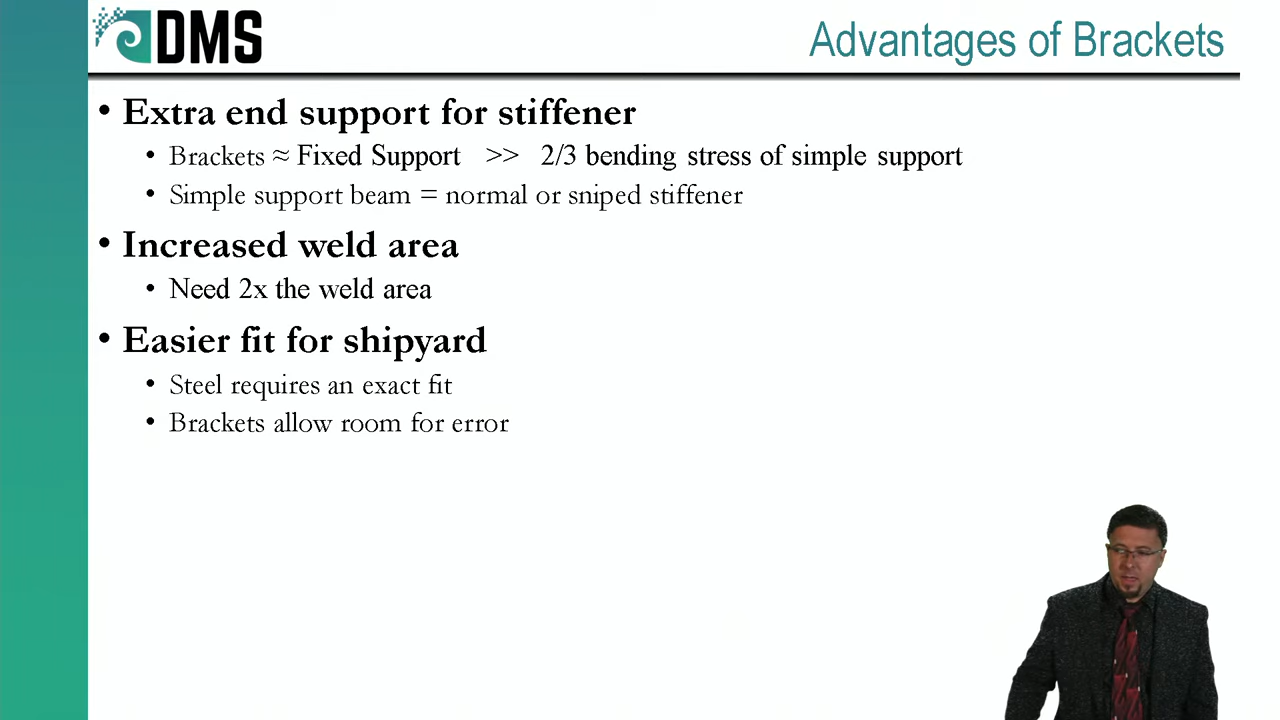 DMS
Advantages of Brackets
• Extra end support for stiffener
• Brackets ≈ Fixed Support >> 2/3 bending stress of simple support
• Simple support beam = normal or sniped stiffener
• Increased weld area
• Need 2x the weld area
• Easier fit for shipyard
• Steel requires an exact fit
• Brackets allow room for error